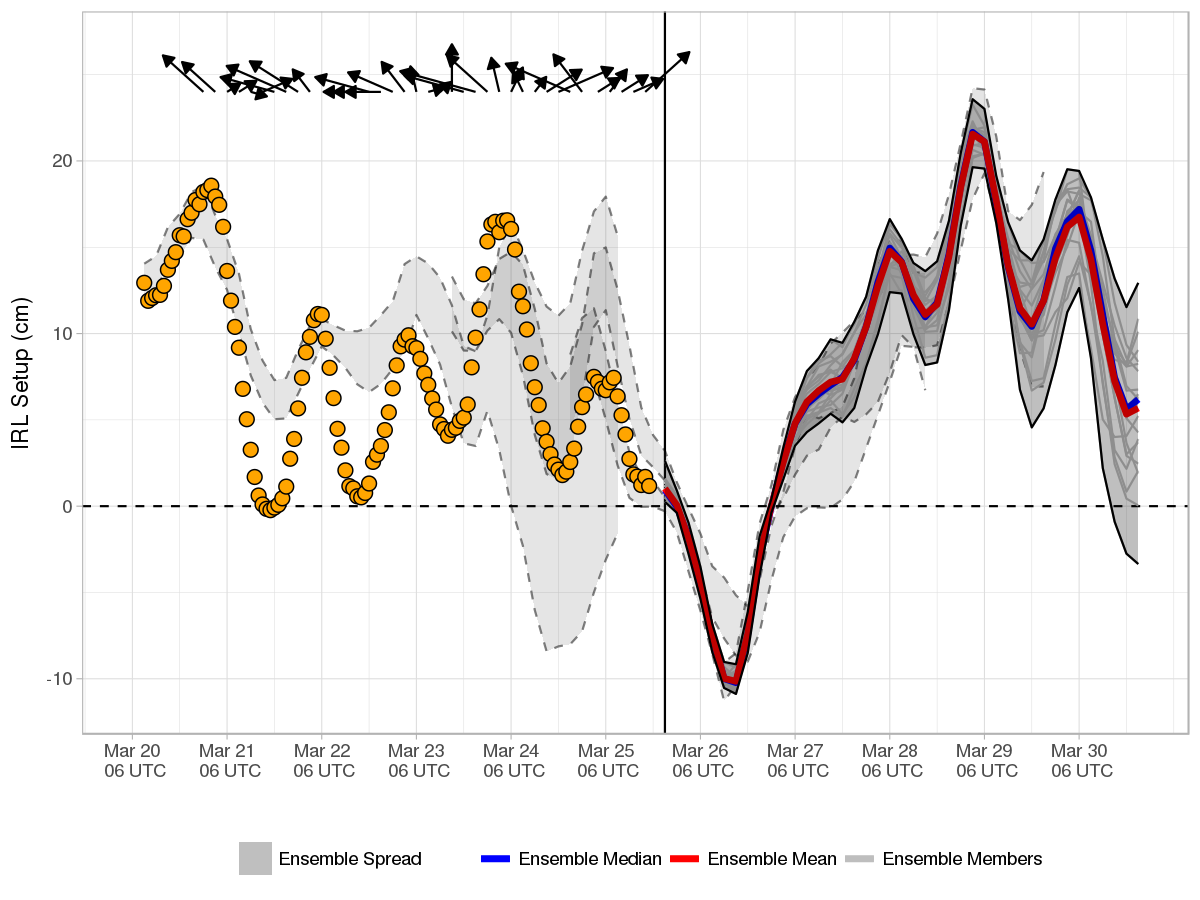 IRL Setup (cm)
20
10
0
-10
Mar 20 Mar 21 Mar 22 Mar 23 Mar 24 Mar 25 Mar 26 Mar 27 Mar 28 Mar 29 Mar 30
06 UTC 06 UTC 06 UTC 06 UTC 06 UTC 06 UTC 06 UTC 06 UTC 06 UTC 06 UTC 06 UTC
Ensemble Spread Ensemble Median Ensemble Mean Ensemble Members